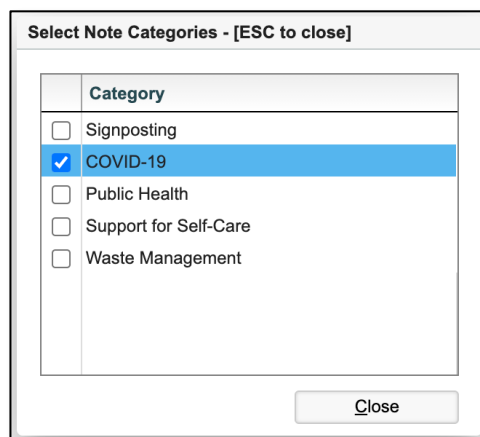 Select Note Categories - [ESC to close]
Category
Signposting
COVID-19
Public Health
Support for Self-Care
Waste Management
Close